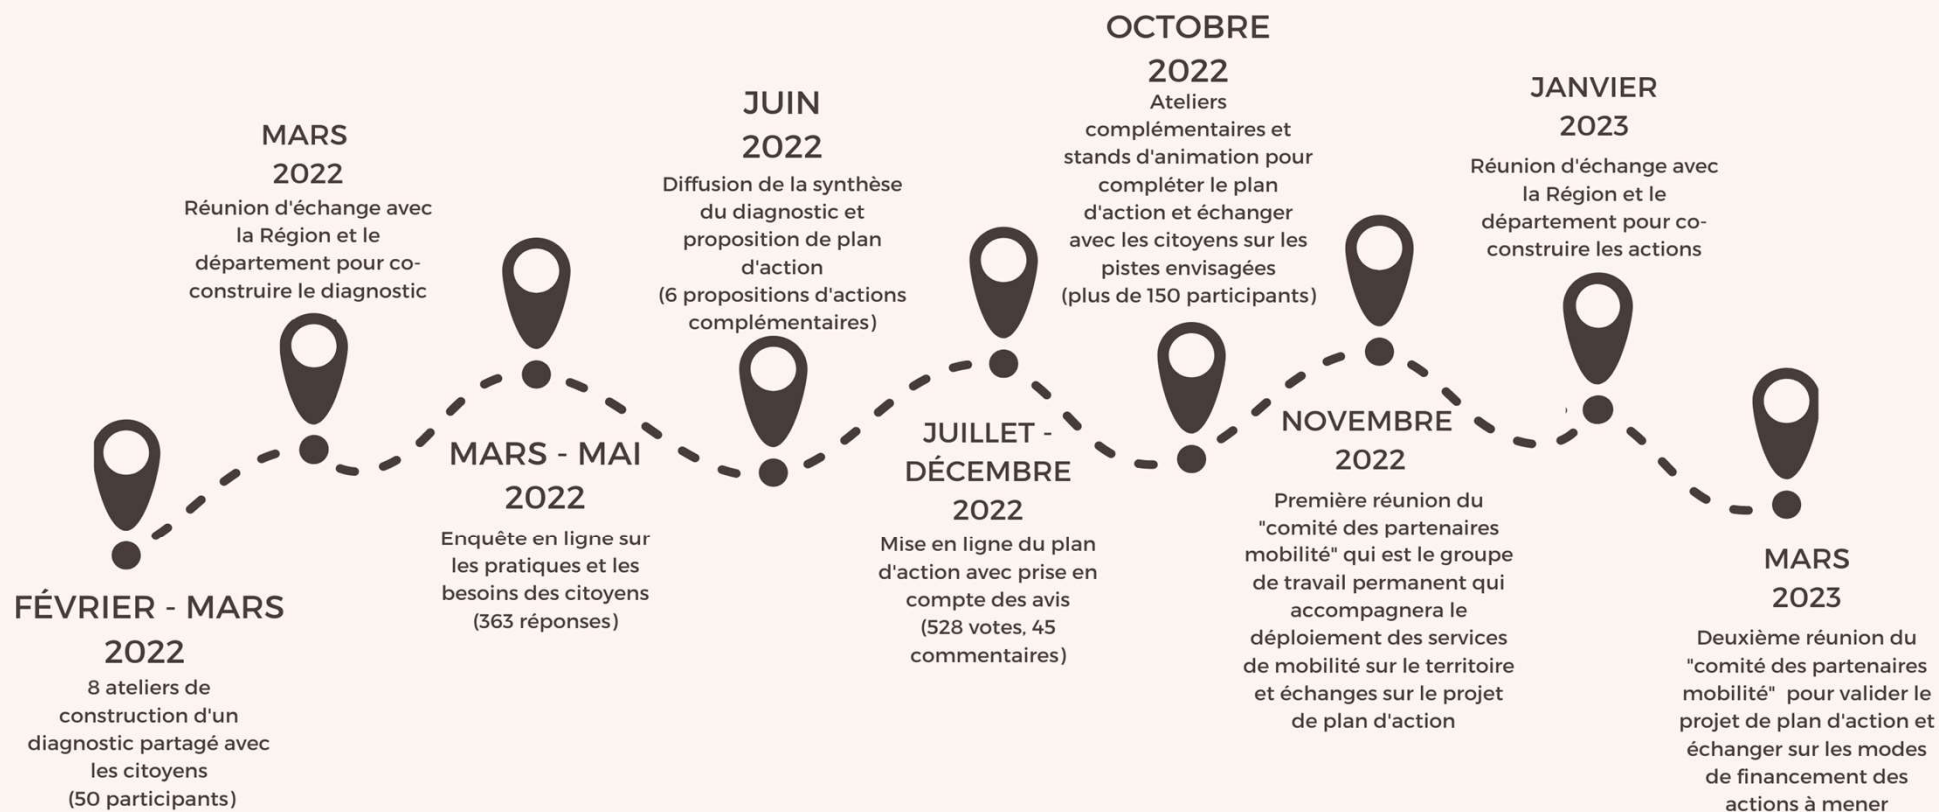 FÉVRIER - MARS
2022
8 ateliers de
construction d'un
diagnostic partagé avec
les citoyens
(50 participants)
MARS
2022
Réunion d'échange avec
la Région et le
département pour co-
construire le diagnostic
MARS - MAI
2022
Enquête en ligne sur
les pratiques et les
besoins des citoyens
(363 réponses)
JUIN
2022
Diffusion de la synthèse
du diagnostic et
proposition de plan
d'action
(6 propositions d'actions
complémentaires)
JUILLET -
DÉCEMBRE
2022
Mise en ligne du plan
d'action avec prise en
compte des avis
(528 votes, 45
commentaires)
OCTOBRE
2022
Ateliers
complémentaires et
stands d'animation pour
compléter le plan
d'action et échanger
avec les citoyens sur les
pistes envisagées
(plus de 150 participants)
NOVEMBRE
2022
Première réunion du
"comité des partenaires
mobilité" qui est le groupe
de travail permanent qui
accompagnera le
déploiement des services
de mobilité sur le territoire
et échanges sur le projet
de plan d'action
JANVIER
2023
Réunion d'échange avec
la Région et le
département pour co-
construire les actions
MARS
2023
Deuxième réunion du
"comité des partenaires
mobilité" pour valider le
projet de plan d'action et
échanger sur les modes
de financement des
actions à mener